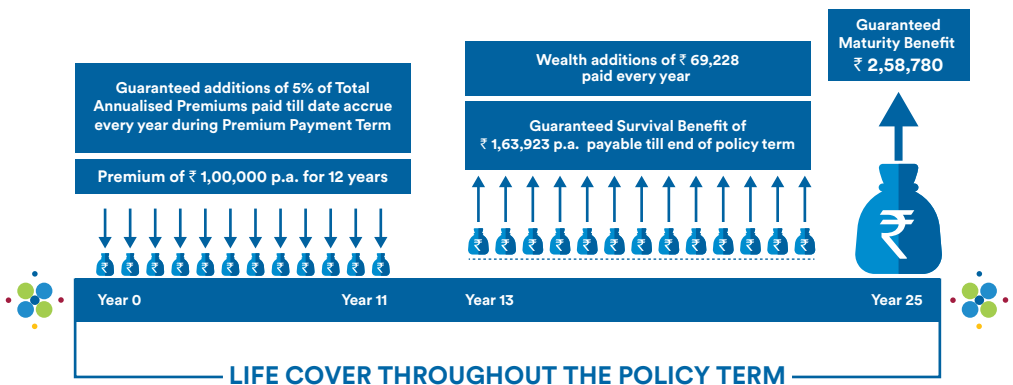 Guaranteed additions of 5% of Total
Annualised Premiums paid till date accrue
every year during Premium Payment Term
Premium of ₹ 1,00,000 p.a. for 12 years
Wealth additions of ₹ 69,228
paid every year
Guaranteed Survival Benefit of
₹ 1,63,923 p.a. payable till end of policy term
Guaranteed
Maturity Benefit
₹ 2,58,780
₹ ₹ ₹ ₹ ₹ ₹ ₹ ₹ ₹ ₹ ₹ ₹
₹ ₹ ₹ ₹ ₹ ₹ ₹ ₹ ₹ ₹ ₹ ₹ ₹
₹
Year 0 Year 11 Year 13 Year 25
LIFE COVER THROUGHOUT THE POLICY TERM